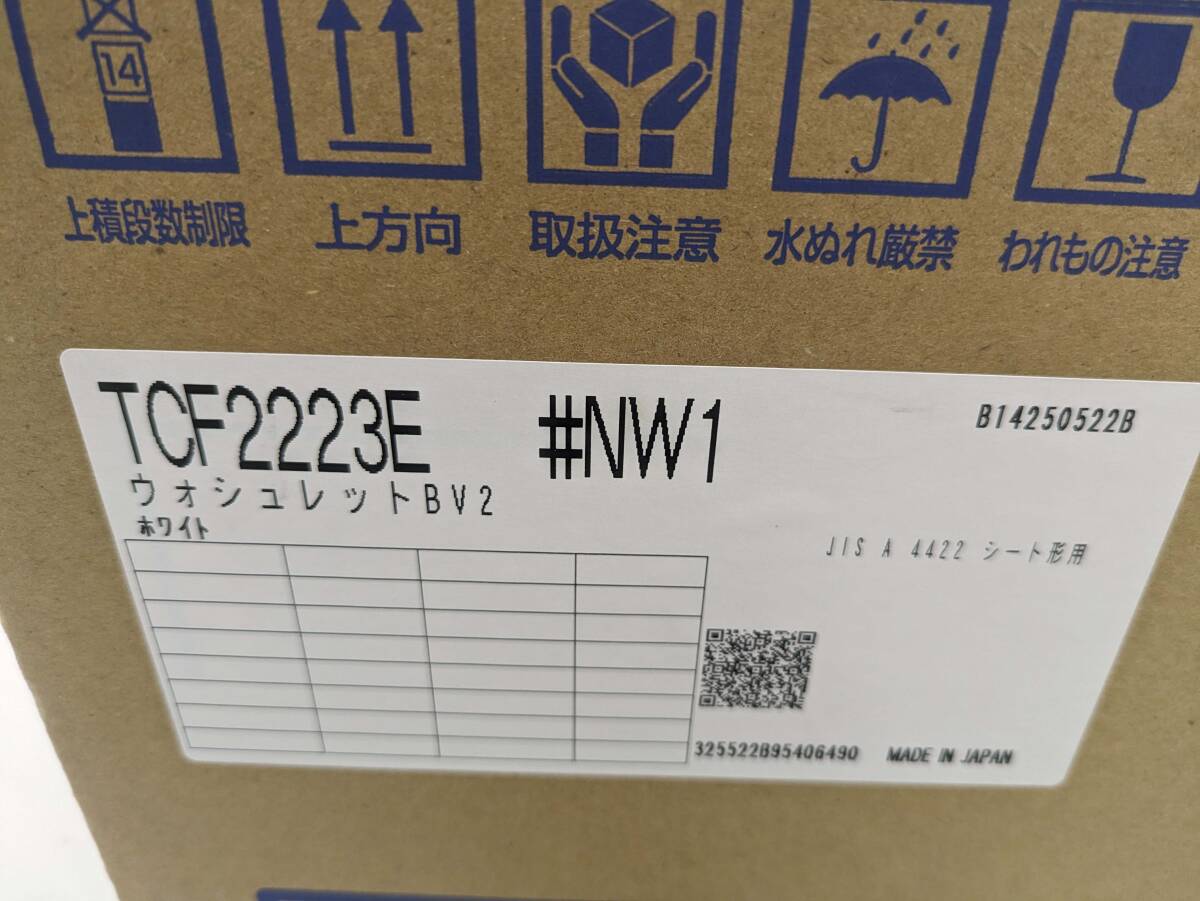 14
上積段数制限 上方向 取扱注意 水ぬれ厳禁 われもの注意
TCF2223E #NW1 B14250522B
ウォシュレットBV2
ホワイト
JIS A 4422 シート形用
325522B95406490 MADE IN JAPAN